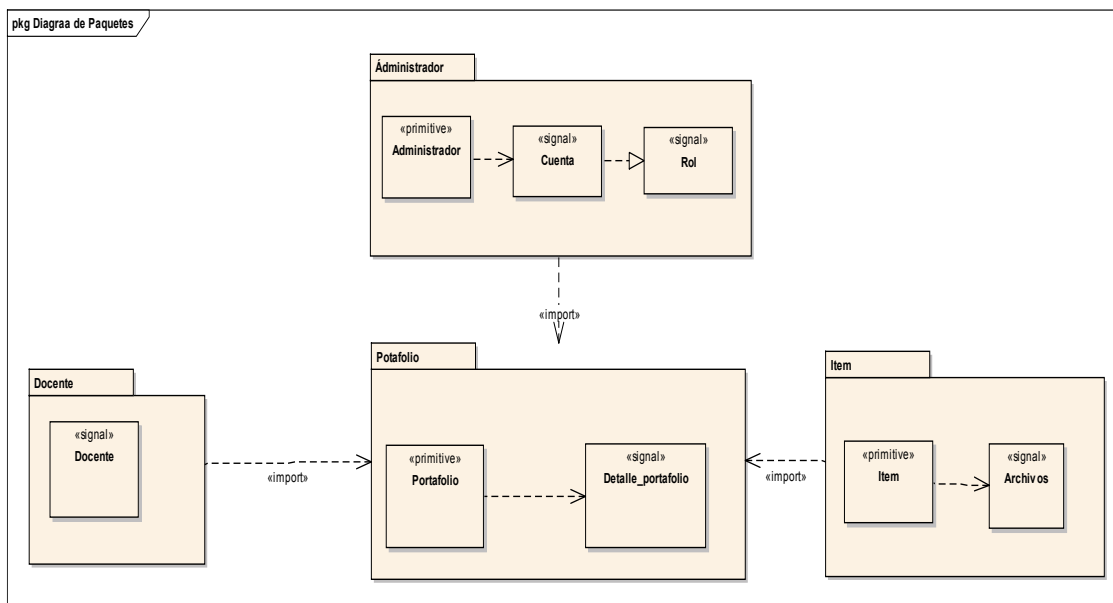 pkg Diagraa de Paquetes
Ádministrador
«primitive»
Administrador
«signal»
Cuenta
«signal»
Rol
«import»
Docente
«signal»
Docente
«import»
Potafolio
«primitive»
Portafolio
«signal»
Detalle_portafolio
«import»
Item
«primitive»
Item
«signal»
Archivos